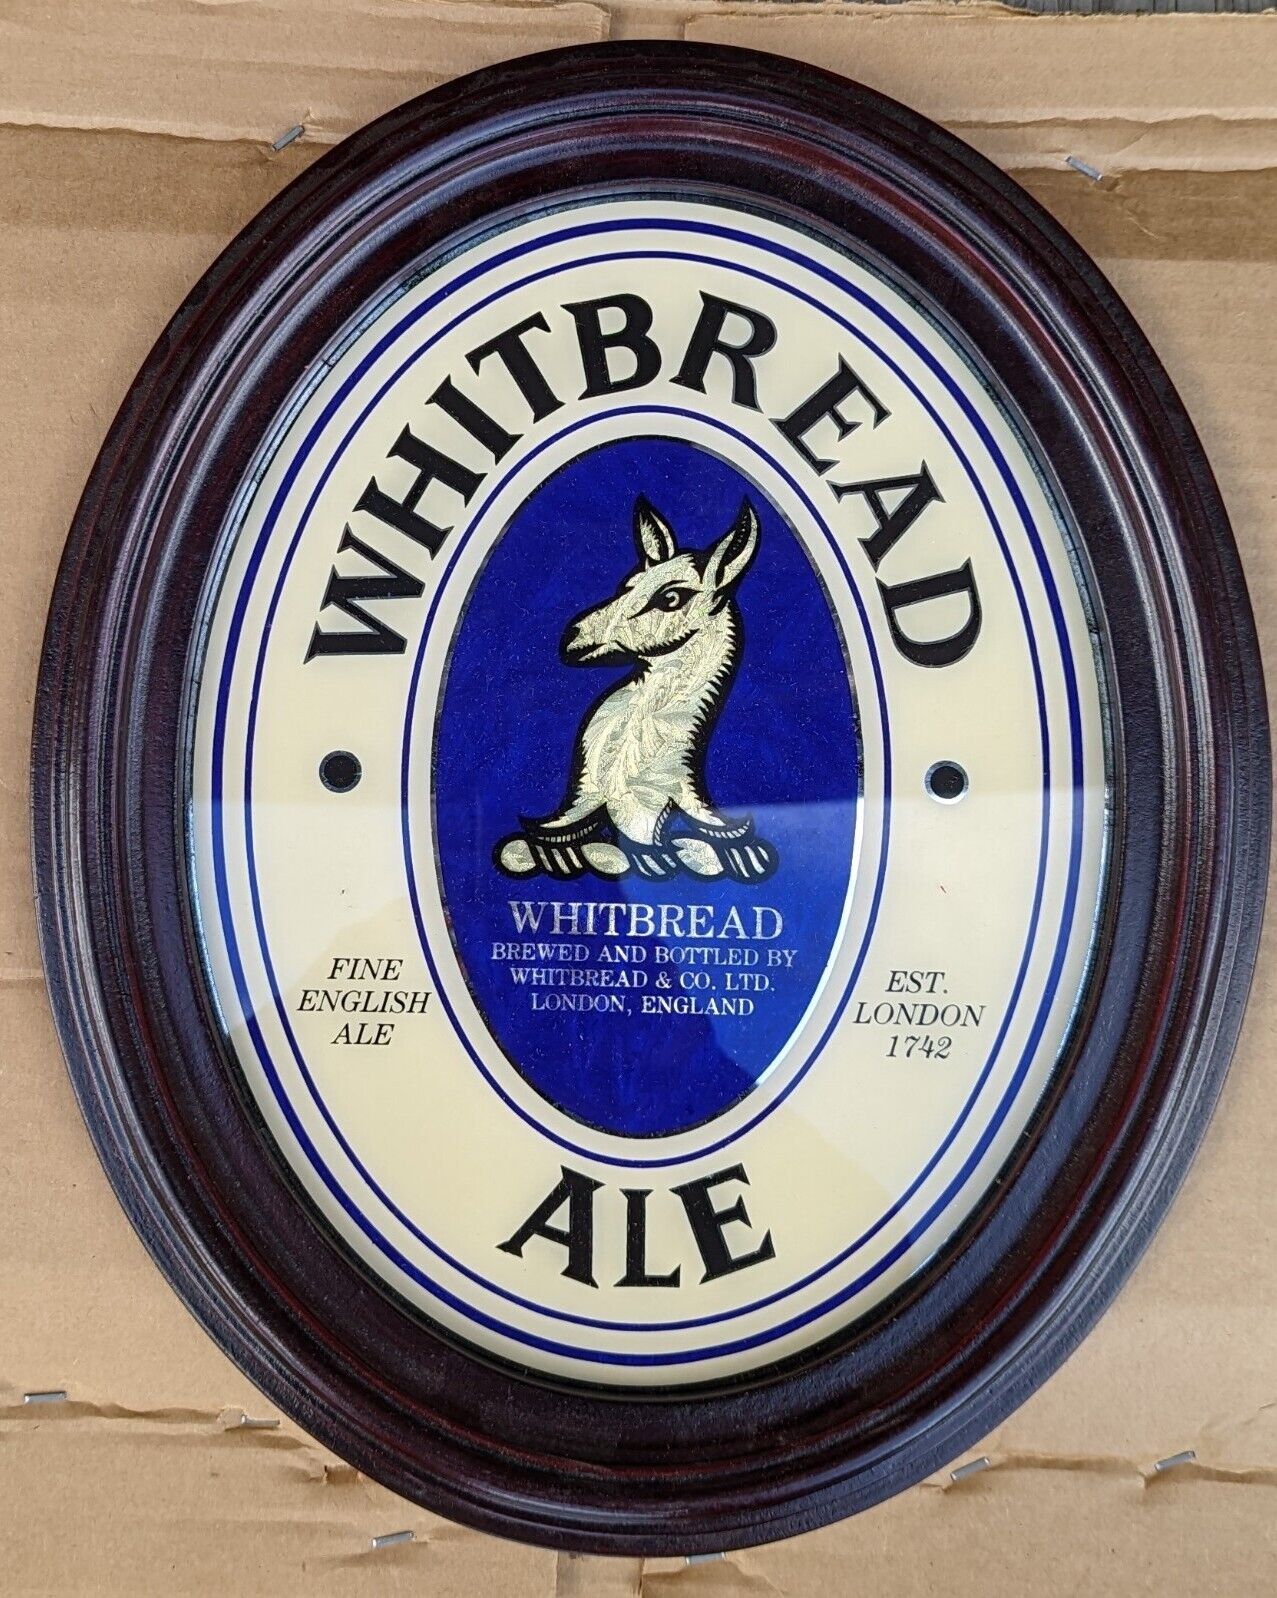 WHITBREAD
WHITBREAD
BREWED AND BOTTLED BY
WHITBREAD & CO. LTD.
LONDON, ENGLAND
FINE
ENGLISH
ALE
EST.
LONDON
1742
ALE